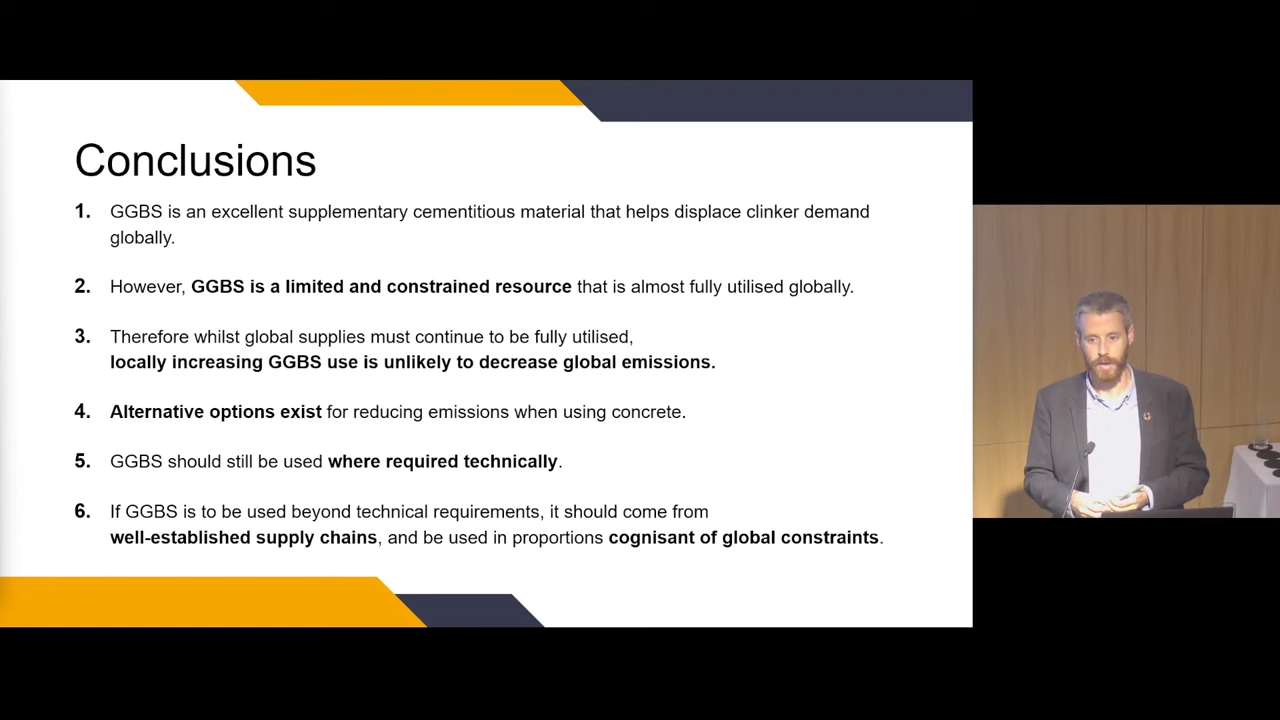 Conclusions
1. GGBS is an excellent supplementary cementitious material that helps displace clinker demand
globally.
2. However, GGBS is a limited and constrained resource that is almost fully utilised globally.
3. Therefore whilst global supplies must continue to be fully utilised,
locally increasing GGBS use is unlikely to decrease global emissions.
4. Alternative options exist for reducing emissions when using concrete.
5. GGBS should still be used where required technically.
6. If GGBS is to be used beyond technical requirements, it should come from
well-established supply chains, and be used in proportions cognisant of global constraints.